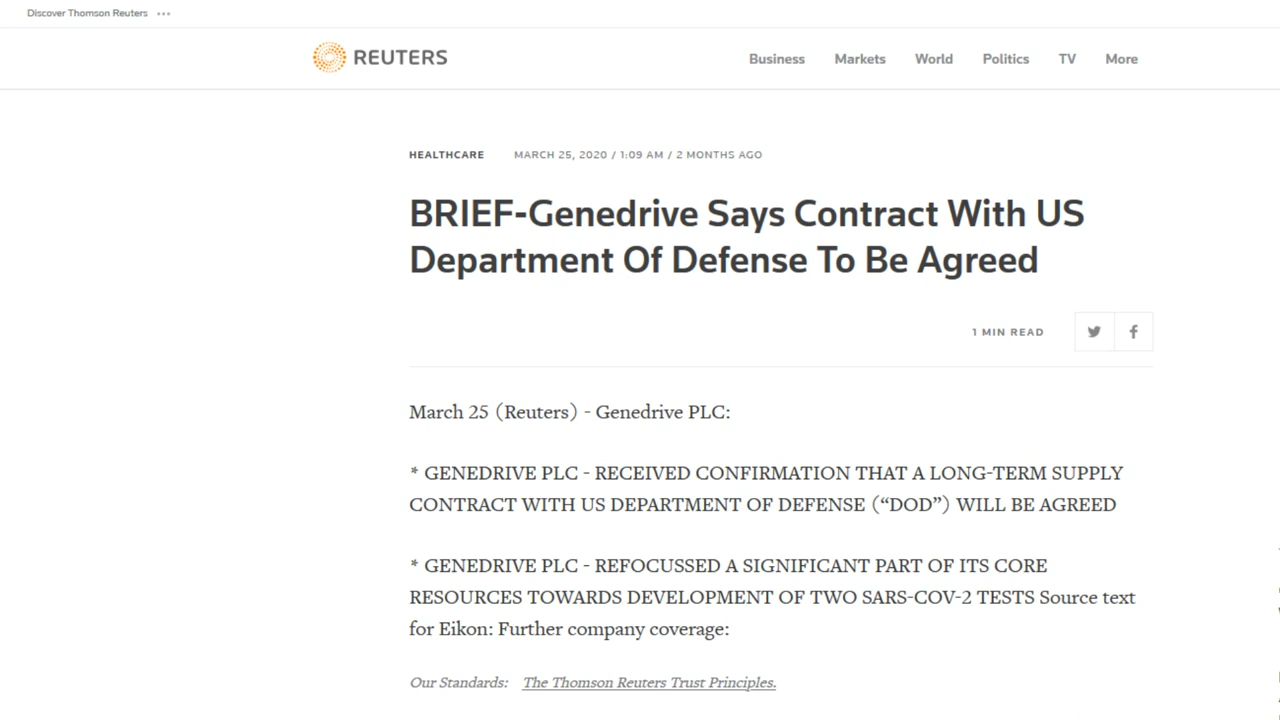 Discover Thomson Reuters
REUTERS
Business Markets World Politics TV More
HEALTHCARE MARCH 25, 2020 / 1:09 AM / 2 MONTHS AGO
BRIEF-Genedrive Says Contract With US
Department Of Defense To Be Agreed
1 MIN READ
March 25 (Reuters) - Genedrive PLC:
* GENEDRIVE PLC - RECEIVED CONFIRMATION THAT A LONG-TERM SUPPLY
CONTRACT WITH US DEPARTMENT OF DEFENSE (“DOD”) WILL BE AGREED
* GENEDRIVE PLC - REFOCUSSED A SIGNIFICANT PART OF ITS CORE
RESOURCES TOWARDS DEVELOPMENT OF TWO SARS-COV-2 TESTS Source text
for Eikon: Further company coverage:
Our Standards: The Thomson Reuters Trust Principles.